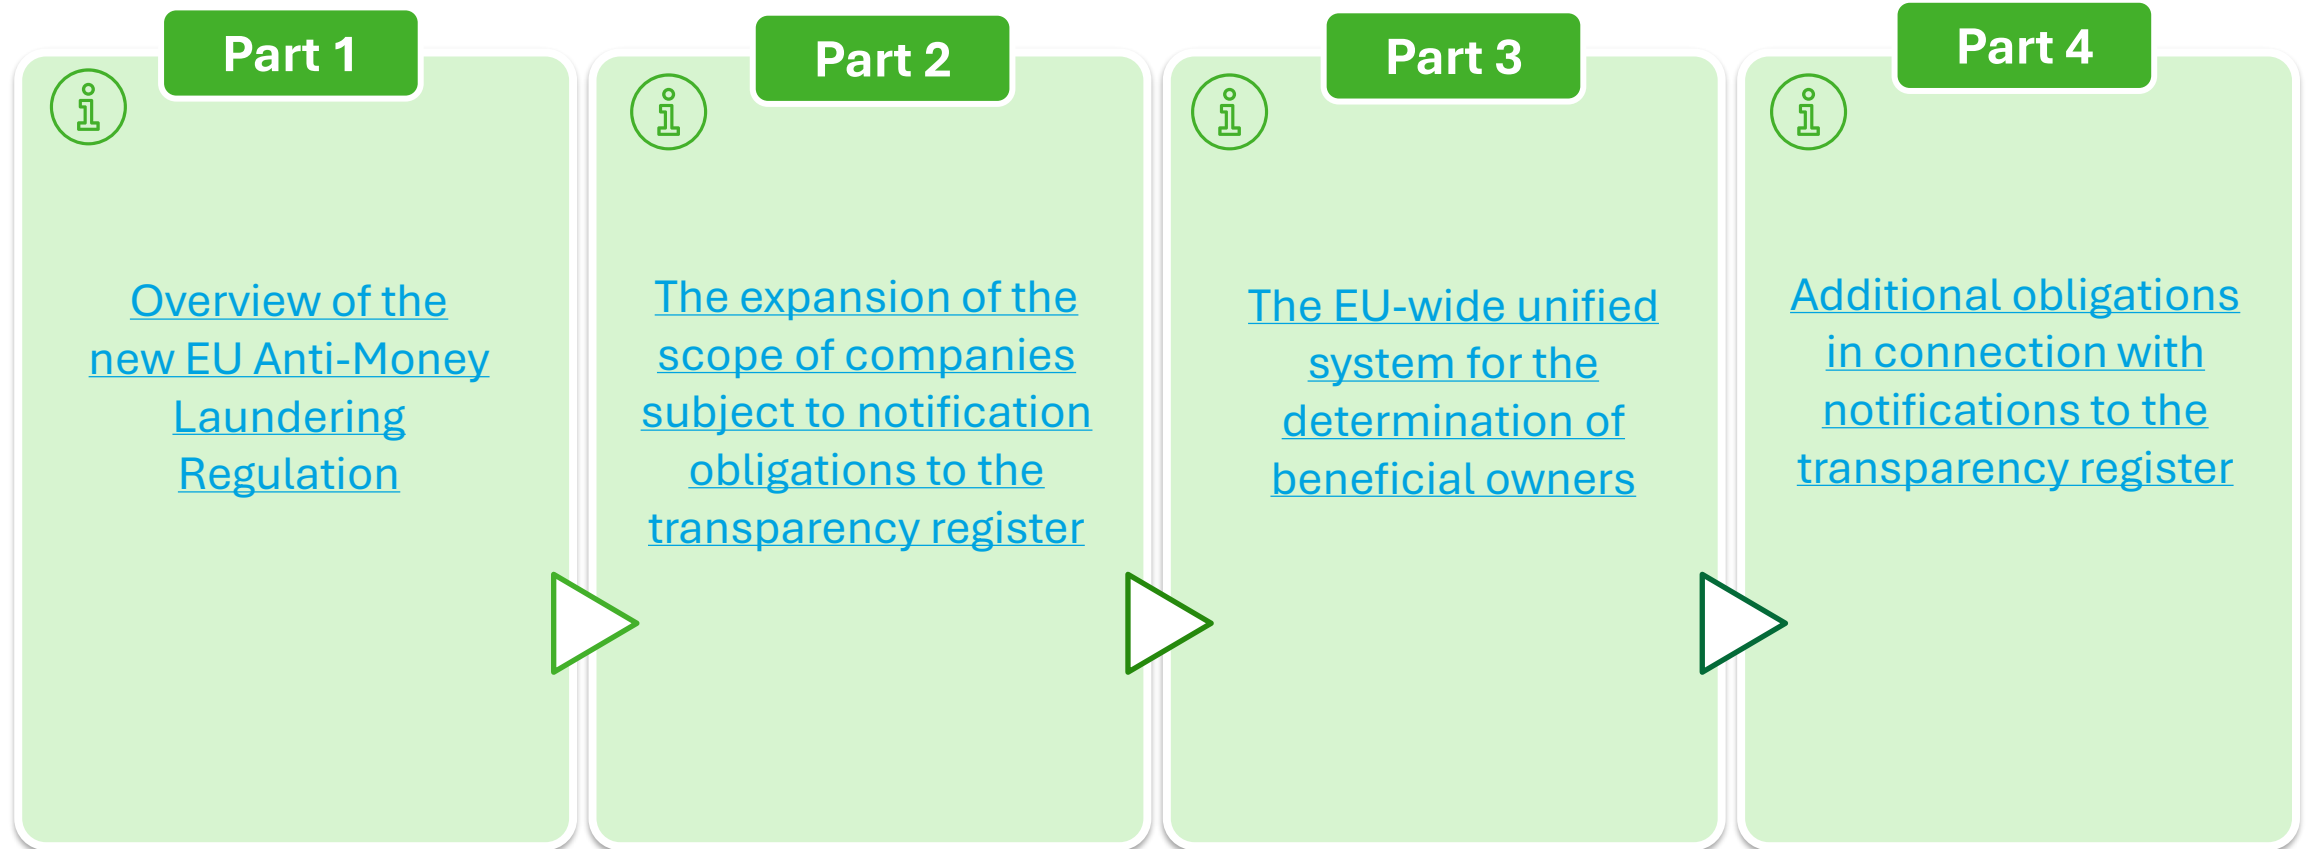 Part 1
Overview of the
new EU Anti-Money
Laundering
Regulation
Part 2
The expansion of the
scope of companies
subject to notification
obligations to the
transparency register
Part 3
The EU-wide unified
system for the
determination of
beneficial owners
Part 4
Additional obligations
in connection with
notifications to the
transparency register